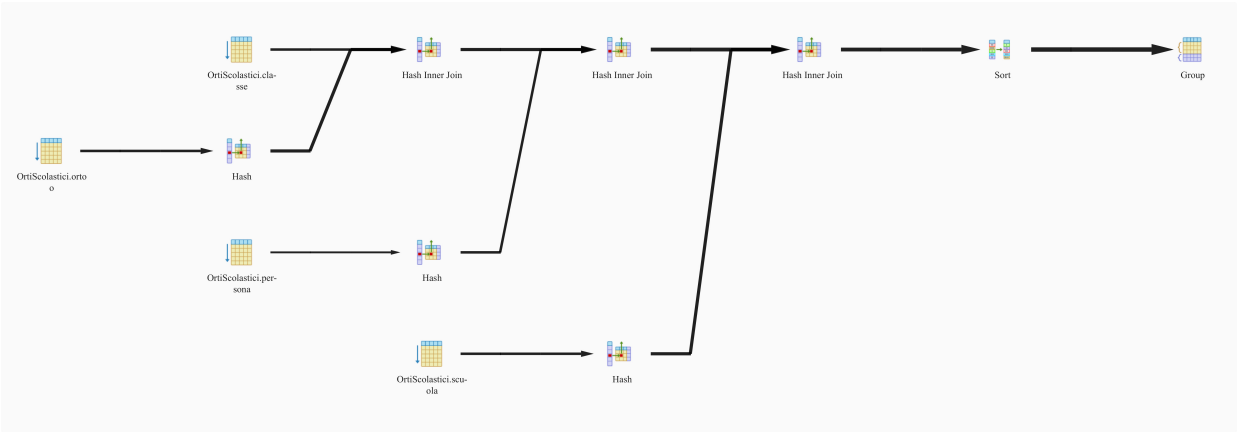 OrtiScolastici.cla-
sse
Hash Inner Join
Hash Inner Join
Hash Inner Join
Sort
Group
OrtiScolastici.orto
o
Hash
OrtiScolastici.per-
sona
Hash
OrtiScolastici.scu-
ola
Hash